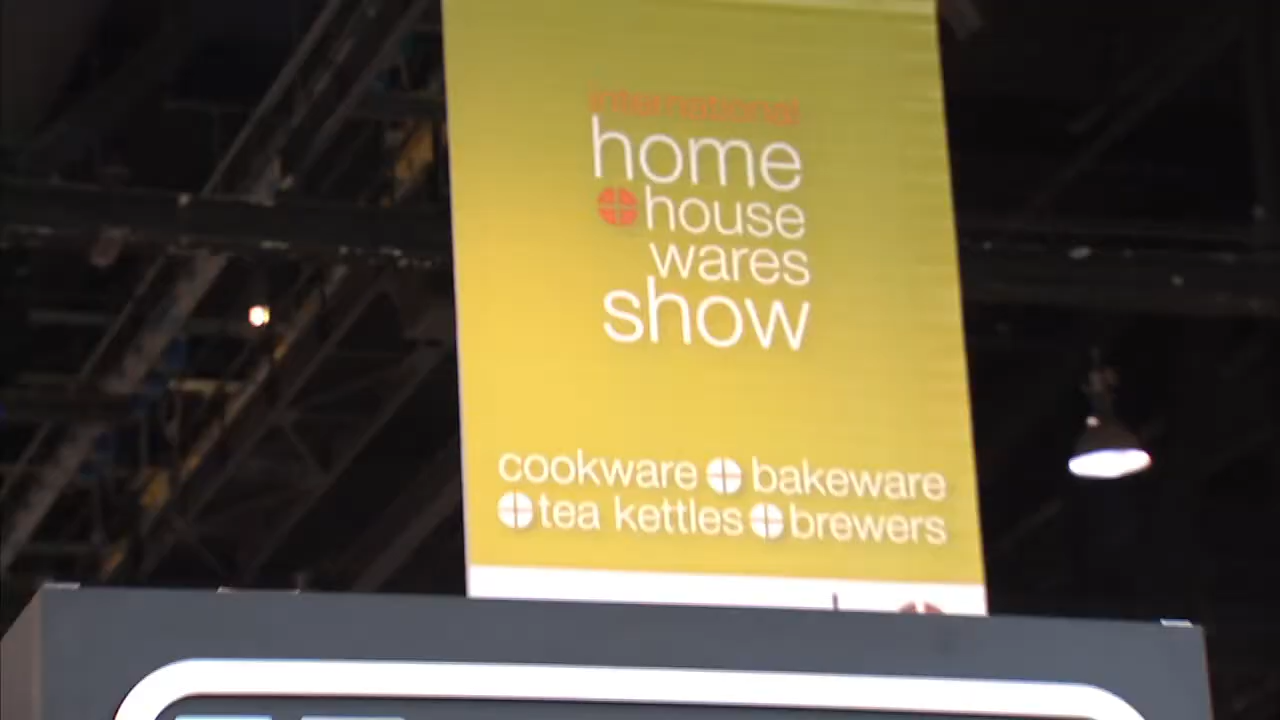 international
home
house
wares
show
cookware bakeware
tea kettles brewers